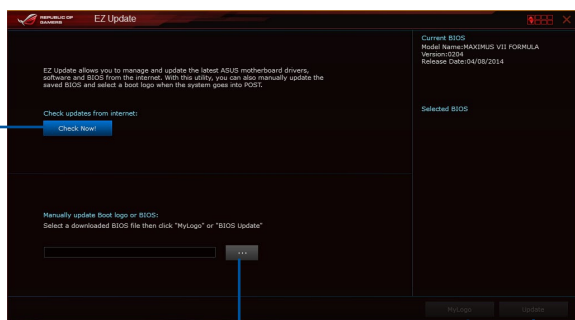 REPUBLIC OF
GAMERS
EZ Update
EZ Update allows you to manage and update the latest ASUS motherboard drivers,
software and BIOS from the internet. With this utility, you can also manually update the
saved BIOS and select a boot logo when the system goes into POST.
Check updates from internet:
Check Now!
Manually update Boot logo or BIOS:
Select a downloaded BIOS file then click "MyLogo" or "BIOS Update"
...
Current BIOS
Model Name:MAXIMUS VII FORMULA
Version:0204
Release Date:04/08/2014
Selected BIOS
MyLogo
Update